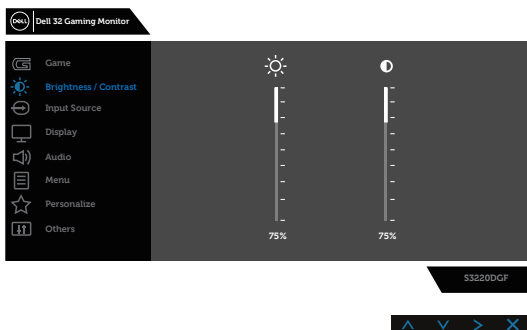 DELL
Dell 32 Gaming Monitor
Game
Brightness / Contrast
Input Source
Display
Audio
Menu
Personalize
Others
75%
75%
S3220DGF